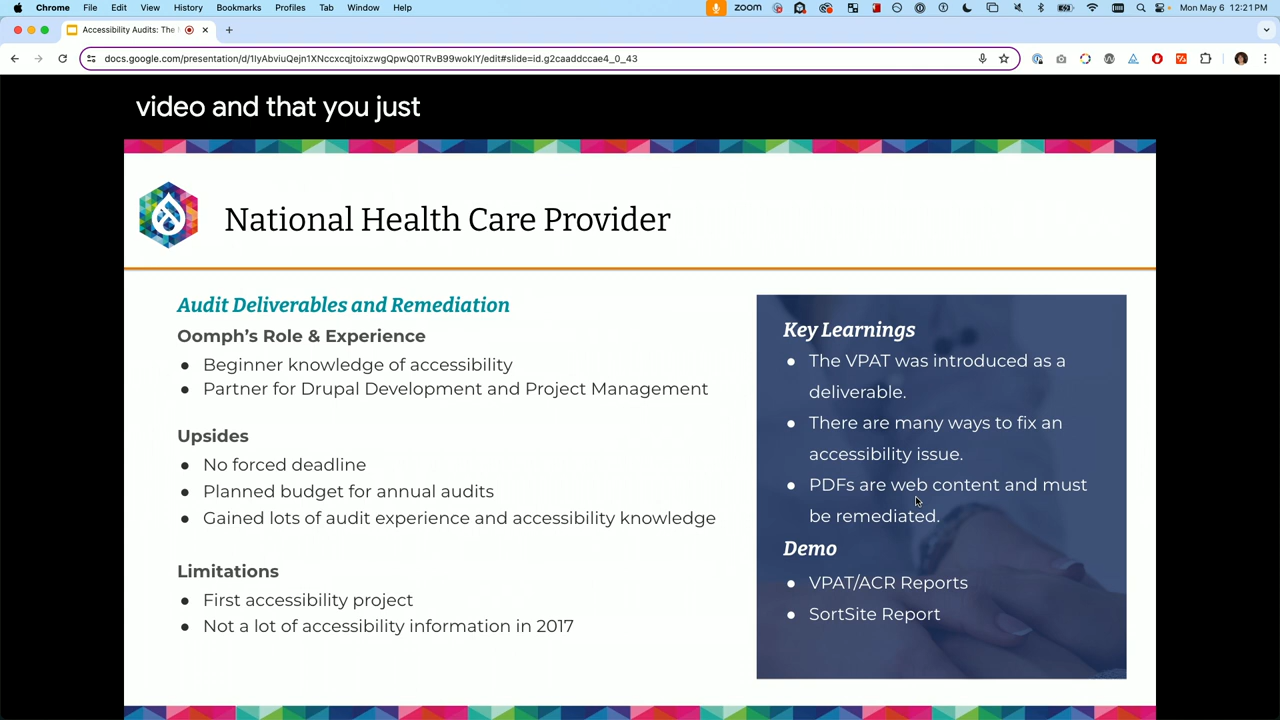 Chrome File Edit View History Bookmarks Profiles Tab Window Help zoom Mon May 6 12:21 PM
Accessibility Audits: The
docs.google.com/presentation/d/1IyAbviuQejn1XNccxcqjtoixzwgQpwQ0TRvB99wokIY/edit#slide=id.g2caaddccae4_0_43
video and that you just
National Health Care Provider
Audit Deliverables and Remediation
Oomph's Role & Experience
● Beginner knowledge of accessibility
● Partner for Drupal Development and Project Management
Upsides
● No forced deadline
● Planned budget for annual audits
● Gained lots of audit experience and accessibility knowledge
Limitations
● First accessibility project
● Not a lot of accessibility information in 2017
Key Learnings
● The VPAT was introduced as a
deliverable.
● There are many ways to fix an
accessibility issue.
● PDFs are web content and must
be remediated.
Demo
● VPAT/ACR Reports
● SortSite Report